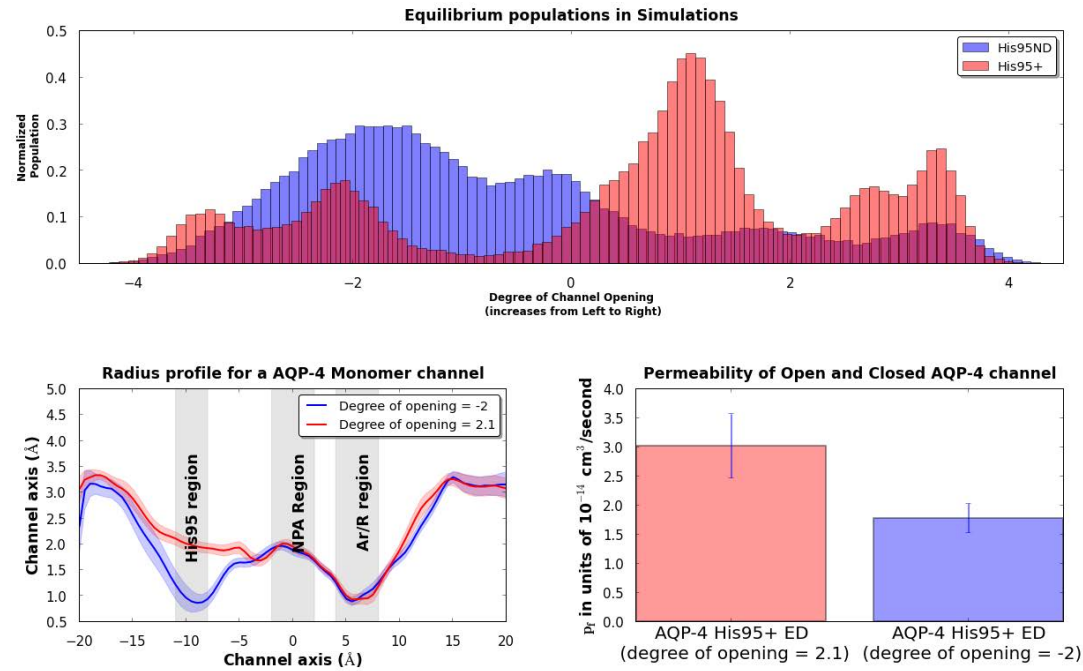 Equilibrium populations in Simulations
0.5
0.4
0.3
0.2
0.1
0.0
Normalized
Population
His95ND
His95+
−4
−2
0
2
4
Degree of Channel Opening
(increases from Left to Right)
Radius profile for a AQP-4 Monomer channel
5.0
4.5
4.0
3.5
3.0
2.5
2.0
1.5
1.0
0.5
Channel axis (Å)
Degree of opening = -2
Degree of opening = 2.1
His95 region
NPA Region
Ar/R region
−20
−15
−10
−5
0
5
10
15
20
Channel axis (Å)
Permeability of Open and Closed AQP-4 channel
4.0
3.5
3.0
2.5
2.0
1.5
1.0
0.5
0.0
pf in units of 10⁻¹⁴ cm³/second
AQP-4 His95+ ED
(degree of opening = 2.1)
AQP-4 His95+ ED
(degree of opening = -2)